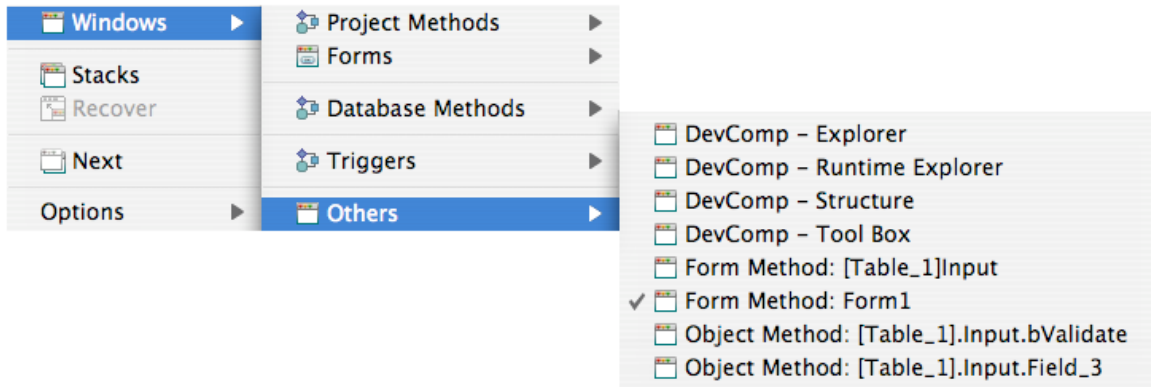 Windows
Stacks
Recover
Next
Options
Project Methods
Forms
Database Methods
Triggers
Others
DevComp – Explorer
DevComp – Runtime Explorer
DevComp – Structure
DevComp – Tool Box
Form Method: [Table_1]Input
Form Method: Form1
Object Method: [Table_1].Input.bValidate
Object Method: [Table_1].Input.Field_3